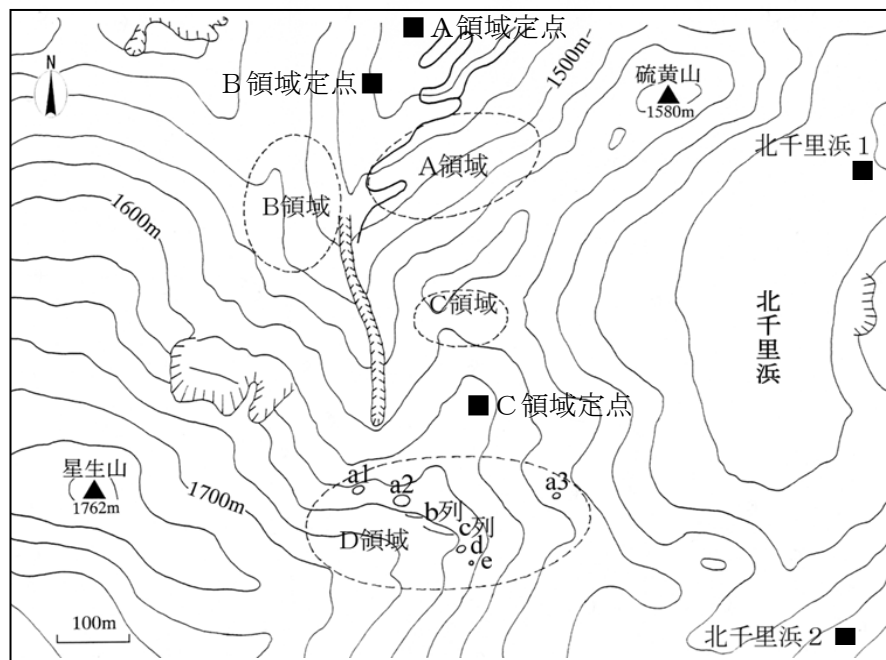 A領域定点
N
B領域定点
1500m
硫黄山
1580m
北千里浜1
A領域
B領域
1600m
C領域
北千里浜
C領域定点
星生山
1762m
1700m
a1
a2
a3
b列
c列
D領域
d
e
100m
北千里浜2